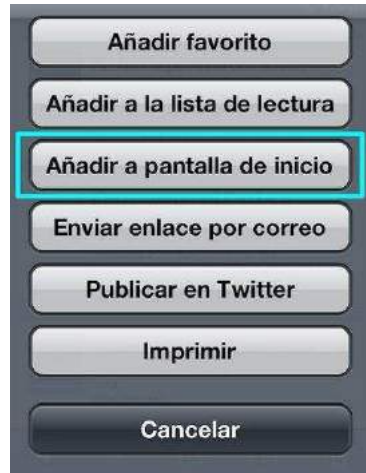 Añadir favorito
Añadir a la lista de lectura
Añadir a pantalla de inicio
Enviar enlace por correo
Publicar en Twitter
Imprimir
Cancelar